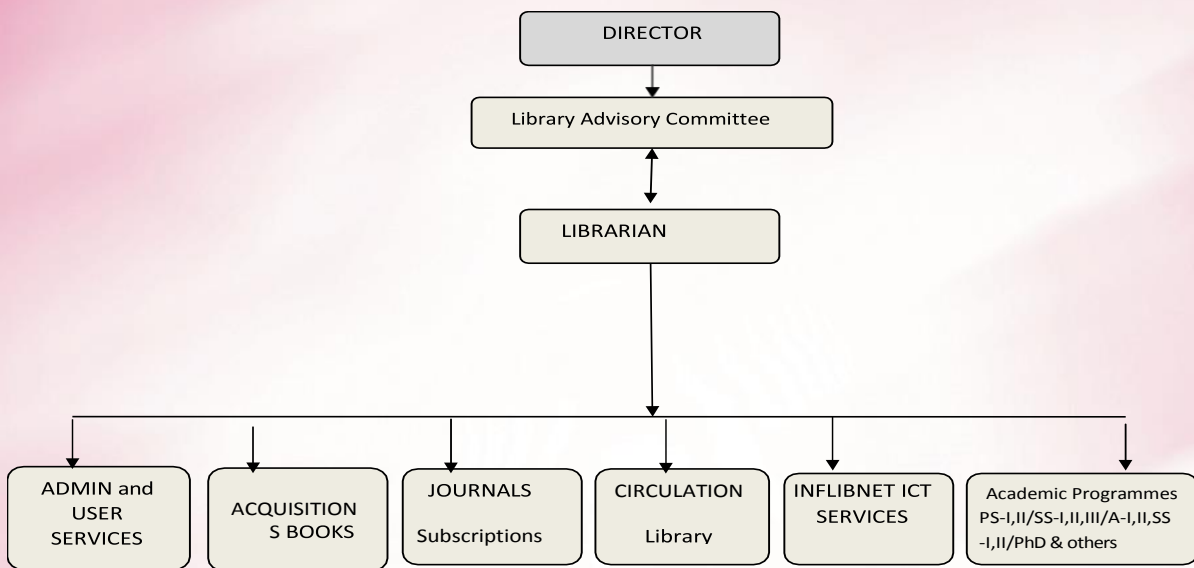 DIRECTOR
Library Advisory Committee
LIBRARIAN
ADMIN and
USER
SERVICES
ACQUISITION
S BOOKS
JOURNALS
Subscriptions
CIRCULATION
Library
INFLIBNET ICT
SERVICES
Academic Programmes
PS-I,II/SS-I,II,III/A-I,II,SS
-I,II/PhD & others